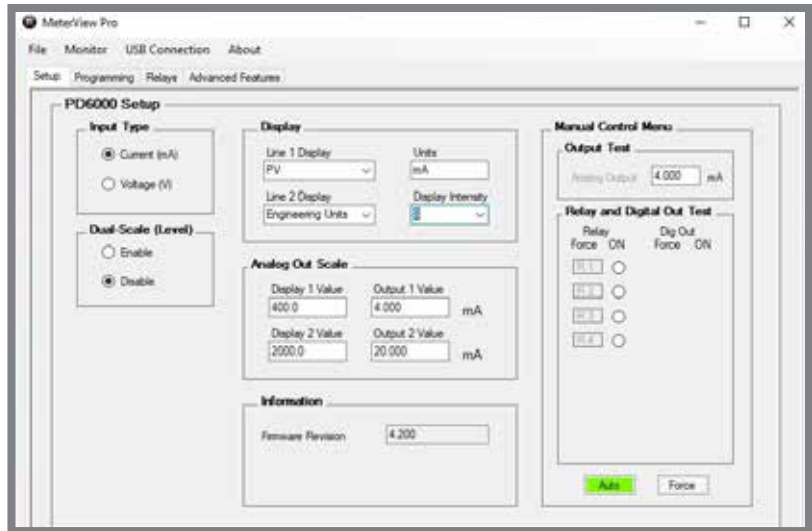 MeterView Pro
File Monitor USB Connection About
Setup Programming Relays Advanced Features
PD6000 Setup
Input Type
Current (mA)
Voltage (V)
Dual-Scale (Level)
Enable
Disable
Display
Line 1 Display Units
PV mA
Line 2 Display Display Intensity
Engineering Units
Analog Out Scale
Display 1 Value Output 1 Value
400.0 4.000 mA
Display 2 Value Output 2 Value
2000.0 20.000 mA
Information
Firmware Revision 4.200
Manual Control Menu
Output Test
Analog Output 4.000 mA
Relay and Digital Out Test
Relay Dig Out
Force ON Force ON
R 1
R 2
R 3
R 4
Auto Force